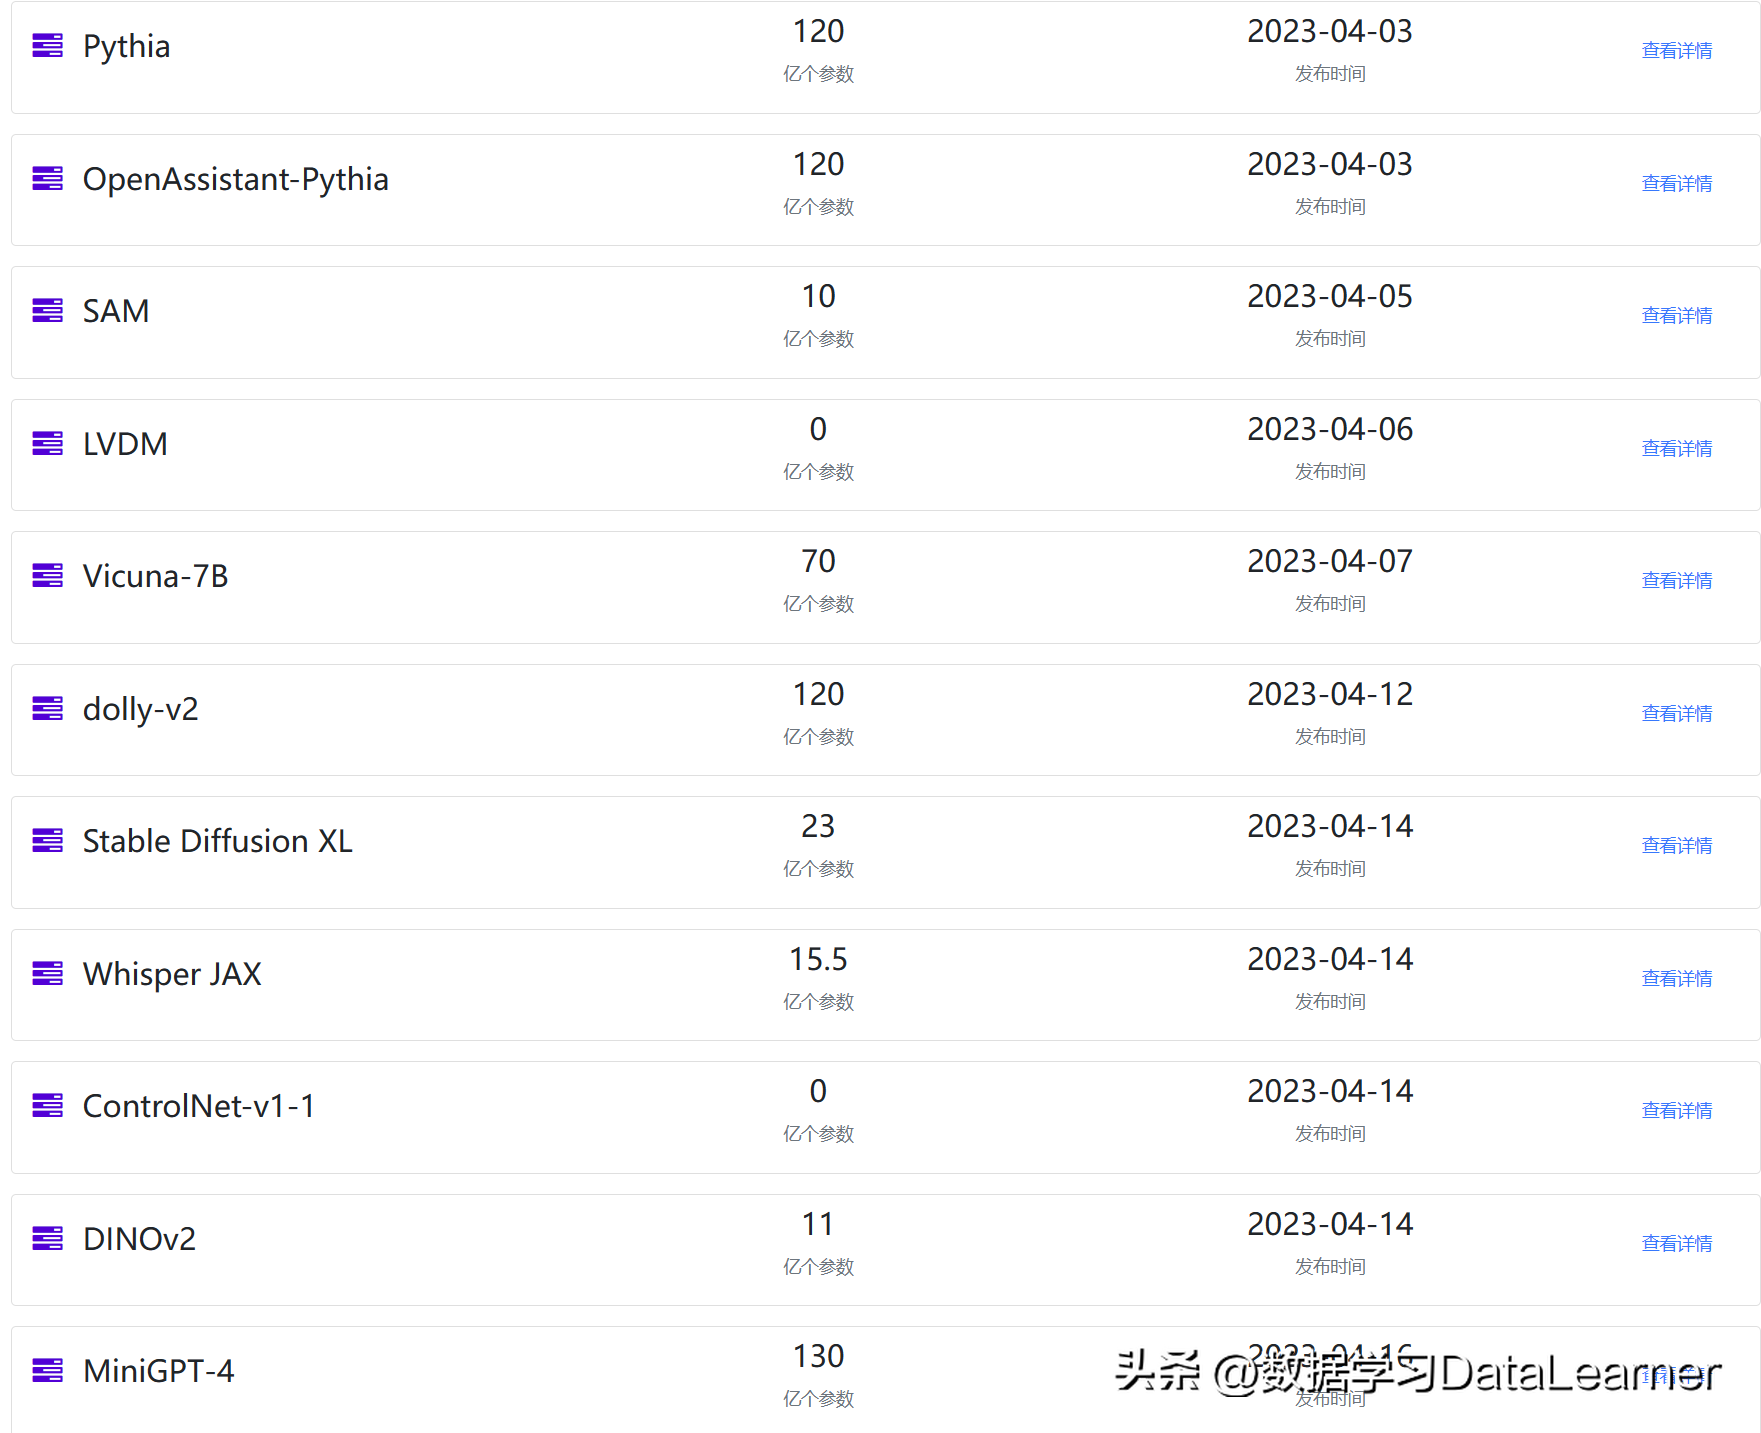 Pythia
120
亿个参数
2023-04-03
发布时间
查看详情
OpenAssistant-Pythia
120
亿个参数
2023-04-03
发布时间
查看详情
SAM
10
亿个参数
2023-04-05
发布时间
查看详情
LVDM
0
亿个参数
2023-04-06
发布时间
查看详情
Vicuna-7B
70
亿个参数
2023-04-07
发布时间
查看详情
dolly-v2
120
亿个参数
2023-04-12
发布时间
查看详情
Stable Diffusion XL
23
亿个参数
2023-04-14
发布时间
查看详情
Whisper JAX
15.5
亿个参数
2023-04-14
发布时间
查看详情
ControlNet-v1-1
0
亿个参数
2023-04-14
发布时间
查看详情
DINOv2
11
亿个参数
2023-04-14
发布时间
查看详情
MiniGPT-4
130
亿个参数
2023-04-16
发布时间
查看详情
头条 @数据学习DataLearner